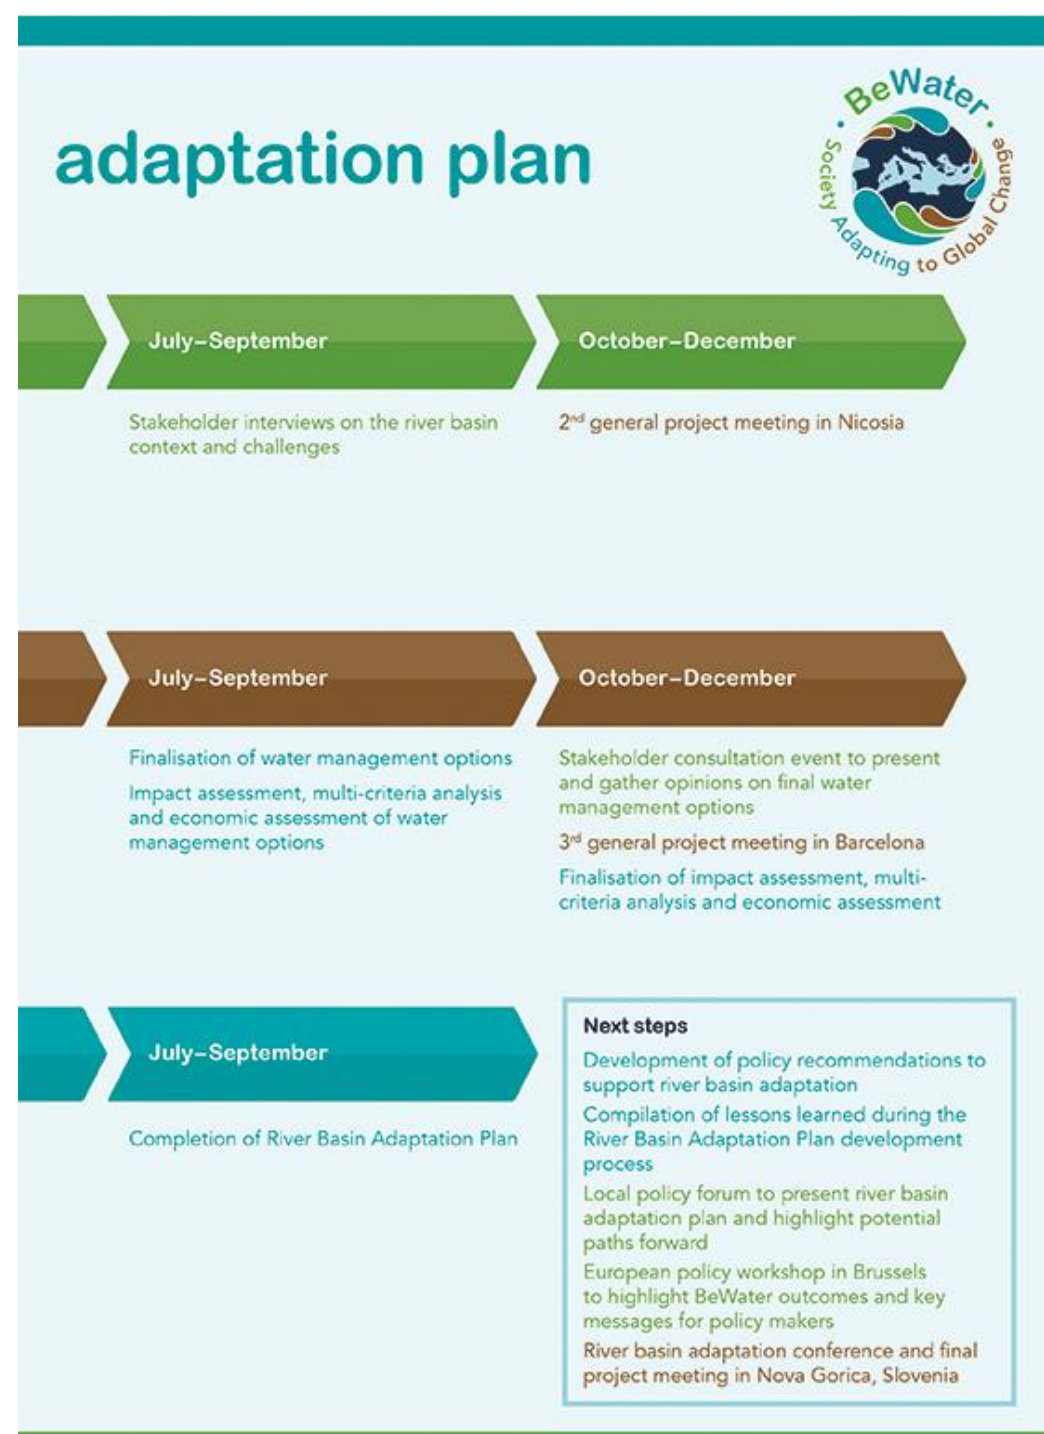 BeWater
Society Adapting to Global Change
adaptation plan
July–September
October–December
Stakeholder interviews on the river basin
context and challenges
2nd general project meeting in Nicosia
July–September
October–December
Finalisation of water management options
Impact assessment, multi-criteria analysis
and economic assessment of water
management options
Stakeholder consultation event to present
and gather opinions on final water
management options
3rd general project meeting in Barcelona
Finalisation of impact assessment, multi-
criteria analysis and economic assessment
July–September
Completion of River Basin Adaptation Plan
Next steps
Development of policy recommendations to
support river basin adaptation
Compilation of lessons learned during the
River Basin Adaptation Plan development
process
Local policy forum to present river basin
adaptation plan and highlight potential
paths forward
European policy workshop in Brussels
to highlight BeWater outcomes and key
messages for policy makers
River basin adaptation conference and final
project meeting in Nova Gorica, Slovenia